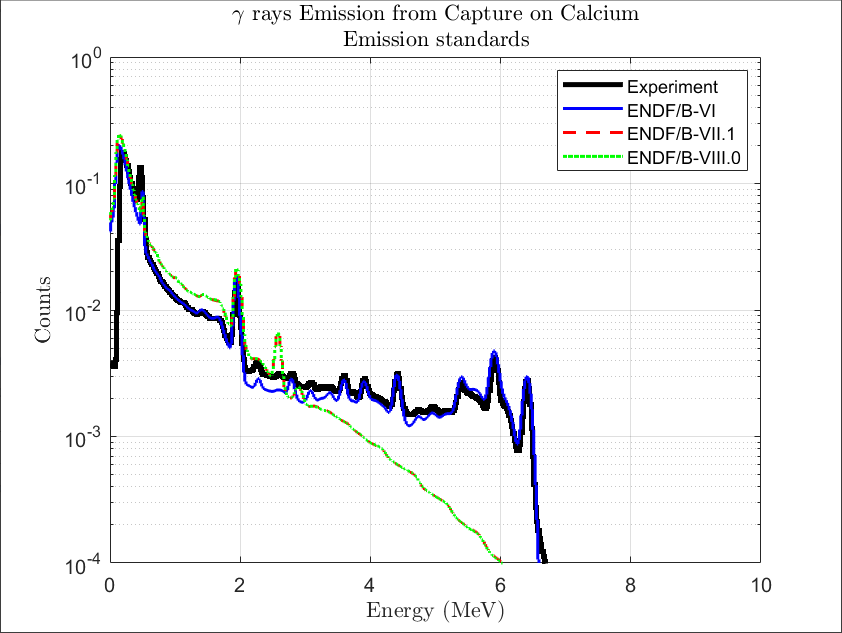 γ rays Emission from Capture on Calcium
Emission standards
Experiment
ENDF/B-VI
ENDF/B-VII.1
ENDF/B-VIII.0
10^0
10^-1
10^-2
10^-3
10^-4
Counts
0 2 4 6 8 10
Energy (MeV)